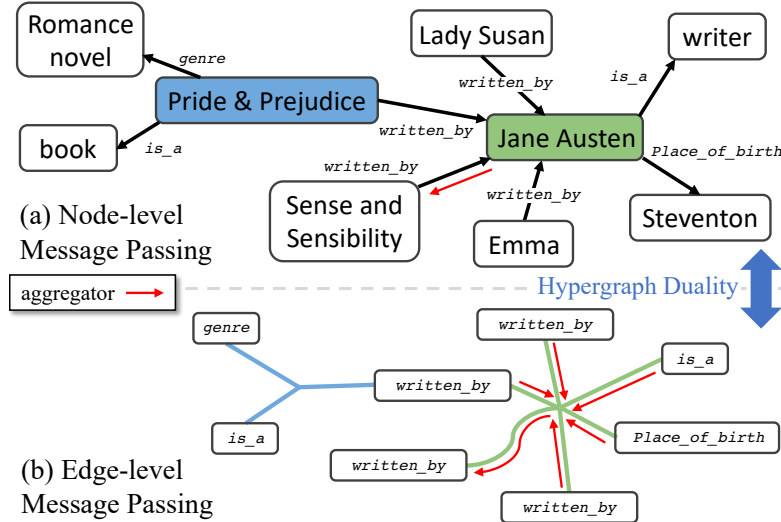 Romance
novel
genre
Lady Susan
writer
written_by
is_a
Pride & Prejudice
written_by
Jane Austen
book
is_a
written_by
Place_of_birth
Sense and
Sensibility
written_by
Emma
Steventon
(a) Node-level
Message Passing
aggregator
Hypergraph Duality
genre
written_by
is_a
written_by
is_a
Place_of_birth
written_by
written_by
(b) Edge-level
Message Passing